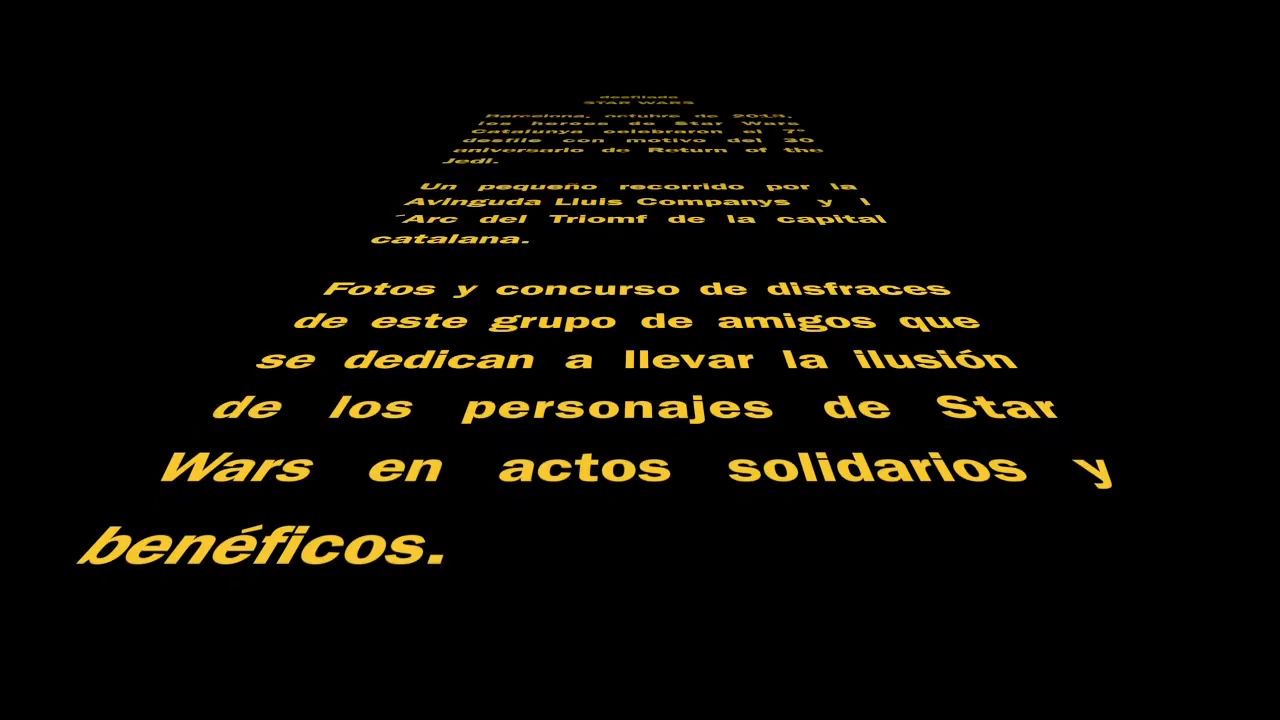 desfilada
STAR WARS
Barcelona, octubre de 2013,
los heroes de Star Wars
Catalunya celebraron el 7º
desfile con motivo del 30
aniversario de Return of the
Jedi.
Un pequeño recorrido por la
Avinguda Lluis Companys y l
´Arc del Triomf de la capital
catalana.
Fotos y concurso de disfraces
de este grupo de amigos que
se dedican a llevar la ilusión
de los personajes de Star
Wars en actos solidarios y
benéficos.